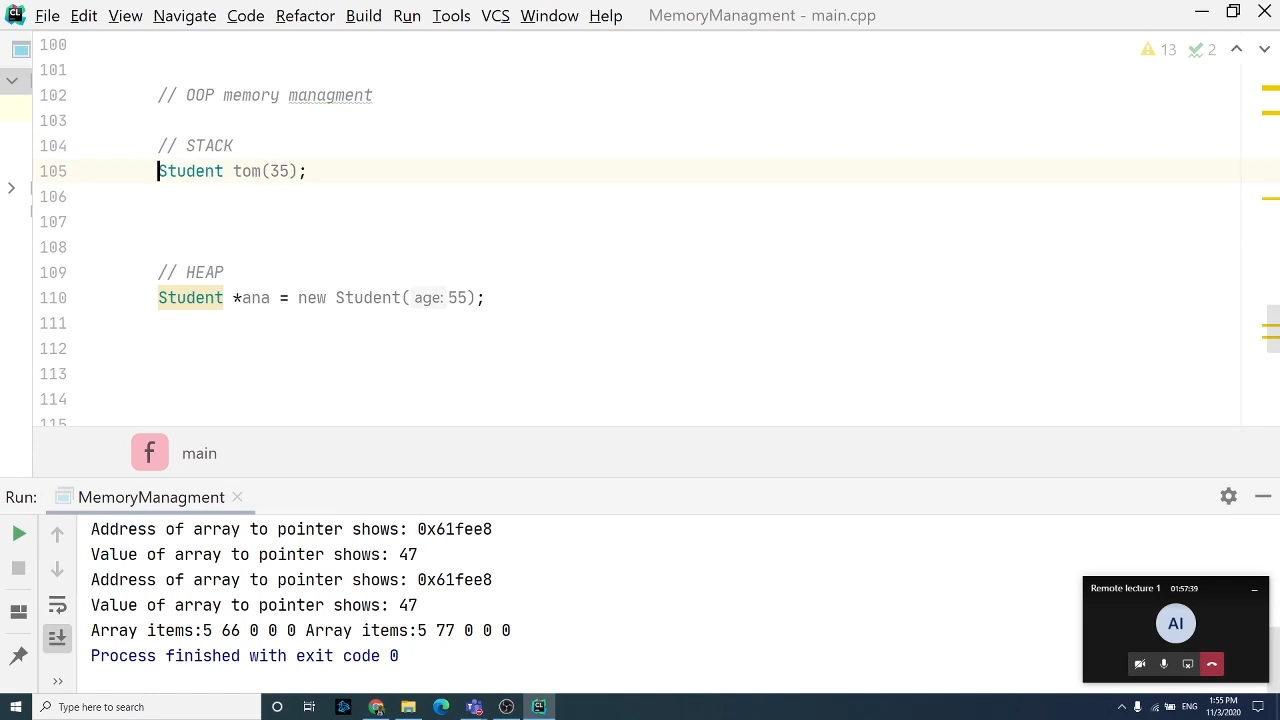 CL File Edit View Navigate Code Refactor Build Run Tools VCS Window Help MemoryManagment - main.cpp
100
101
102 // OOP memory managment
103
104 // STACK
105 Student tom(35);
106
107
108
109 // HEAP
110 Student *ana = new Student( age: 55);
111
112
113
114
115
13 2
f main
Run: MemoryManagment
Address of array to pointer shows: 0x61fee8
Value of array to pointer shows: 47
Address of array to pointer shows: 0x61fee8
Value of array to pointer shows: 47
Array items:5 66 0 0 0 Array items:5 77 0 0 0
Process finished with exit code 0
Remote lecture 1 01:57:39
AI
Type here to search
ENG
1:55 PM
11/3/2020